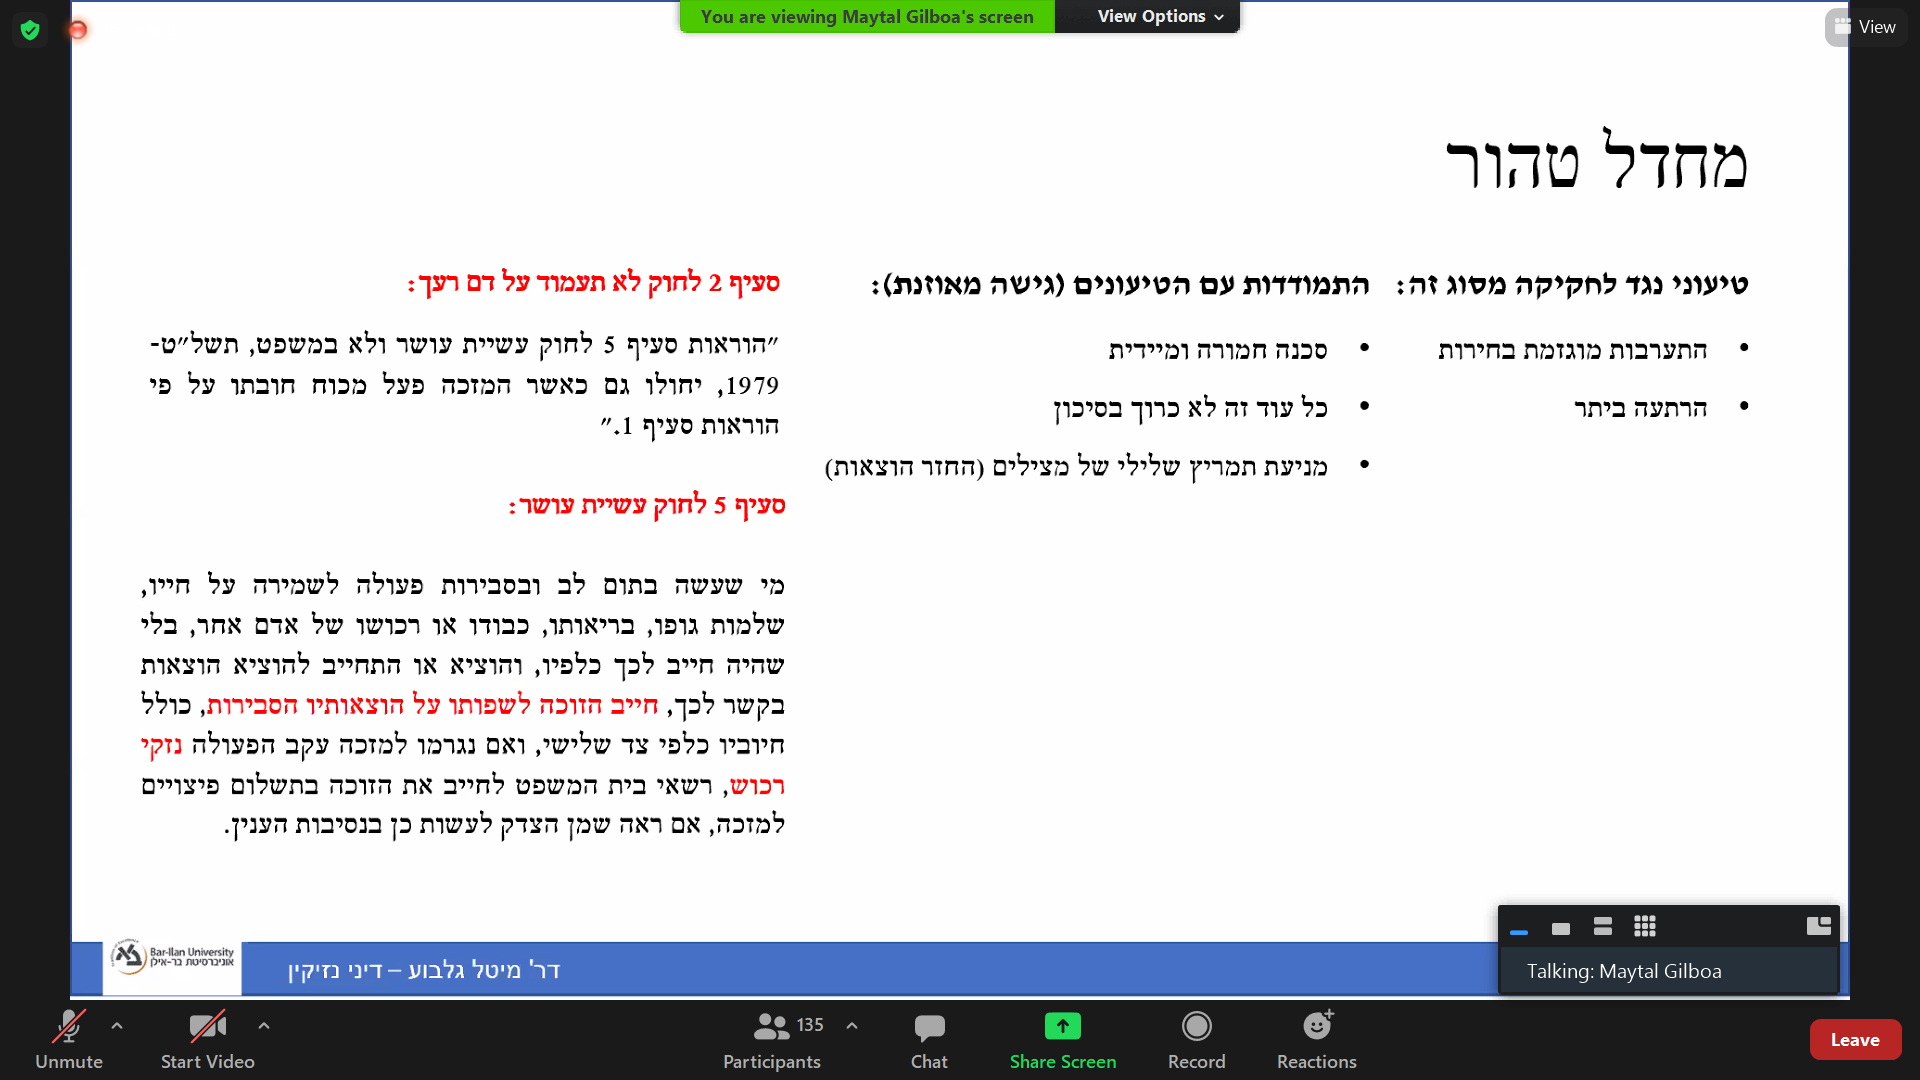 You are viewing Maytal Gilboa's screen
View Options
View
מחדל טהור
טיעוני נגד לחקיקה מסוג זה:
התערבות מוגזמת בחירות
הרתעה ביתר
התמודדות עם הטיעונים (גישה מאוזנת):
סכנה חמורה ומיידית
כל עוד זה לא כרוך בסיכון
מניעת תמריץ שלילי של מצילים (החזר הוצאות)
סעיף 2 לחוק לא תעמוד על דם רעך:
"הוראות סעיף 5 לחוק עשיית עושר ולא במשפט, תשל"ט-
1979, יחולו גם כאשר המזכה פעל מכוח חובתו על פי
הוראות סעיף 1."
סעיף 5 לחוק עשיית עושר:
מי שעשה בתום לב ובסבירות פעולה לשמירה על חייו,
שלמות גופו, בריאותו, כבודו או רכושו של אדם אחר, בלי
שהיה חייב לכך כלפיו, והוציא או התחייב להוציא הוצאות
בקשר לכך, חייב הזוכה לשפותו על הוצאותיו הסבירות, כולל
חיוביו כלפי צד שלישי, ואם נגרמו למזכה עקב הפעולה נזקי
רכוש, רשאי בית המשפט לחייב את הזוכה בתשלום פיצויים
למזכה, אם ראה שמן הצדק לעשות כן בנסיבות הענין.
Bar-Ilan University
אוניברסיטת בר-אילן
דר' מיטל גלבוע – דיני נזיקין
Talking: Maytal Gilboa
Unmute
Start Video
135
Participants
Chat
Share Screen
Record
Reactions
Leave